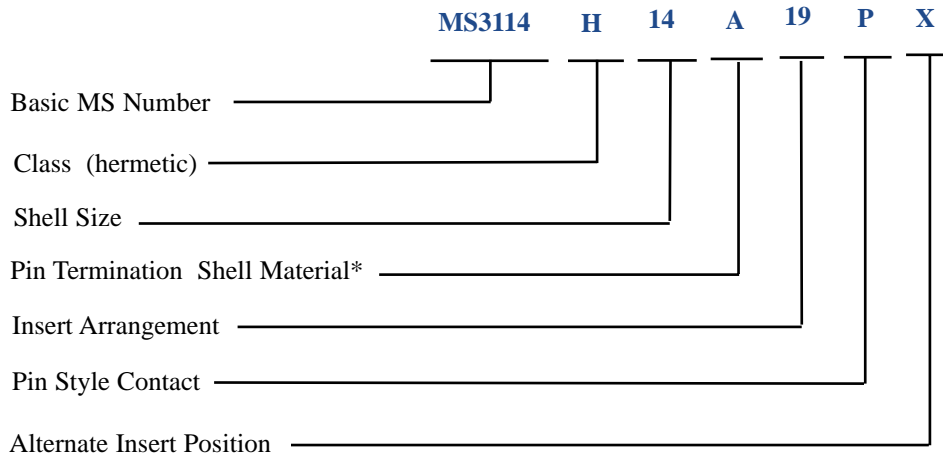 MS3114 H 14 A 19 P X
Basic MS Number
Class (hermetic)
Shell Size
Pin Termination Shell Material*
Insert Arrangement
Pin Style Contact
Alternate Insert Position